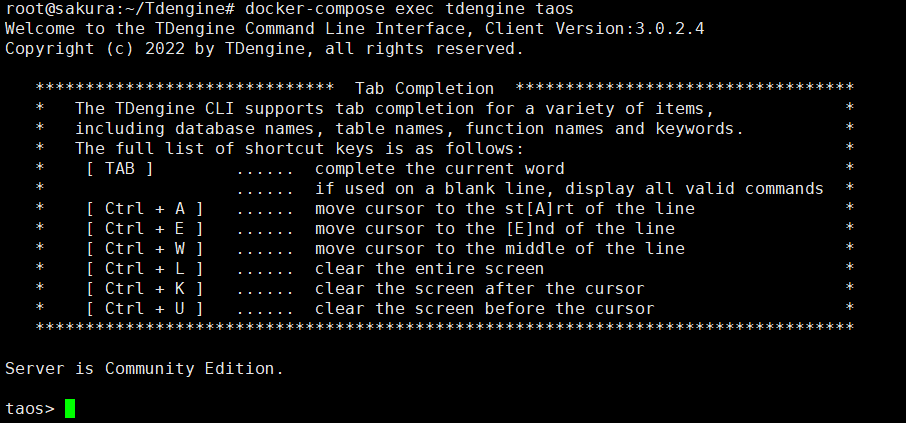 root@sakura:~/Tdengine# docker-compose exec tdengine taos
Welcome to the TDengine Command Line Interface, Client Version:3.0.2.4
Copyright (c) 2022 by TDengine, all rights reserved.
   ******************************  Tab Completion  **********************************
   *   The TDengine CLI supports tab completion for a variety of items,             *
   *   including database names, table names, function names and keywords.          *
   *   The full list of shortcut keys is as follows:                                *
   *    [ TAB ]        ......  complete the current word                            *
   *                   ......  if used on a blank line, display all valid commands  *
   *    [ Ctrl + A ]   ......  move cursor to the st[A]rt of the line               *
   *    [ Ctrl + E ]   ......  move cursor to the [E]nd of the line                 *
   *    [ Ctrl + W ]   ......  move cursor to the middle of the line                *
   *    [ Ctrl + L ]   ......  clear the entire screen                              *
   *    [ Ctrl + K ]   ......  clear the screen after the cursor                    *
   *    [ Ctrl + U ]   ......  clear the screen before the cursor                   *
   **********************************************************************************
Server is Community Edition.
taos>